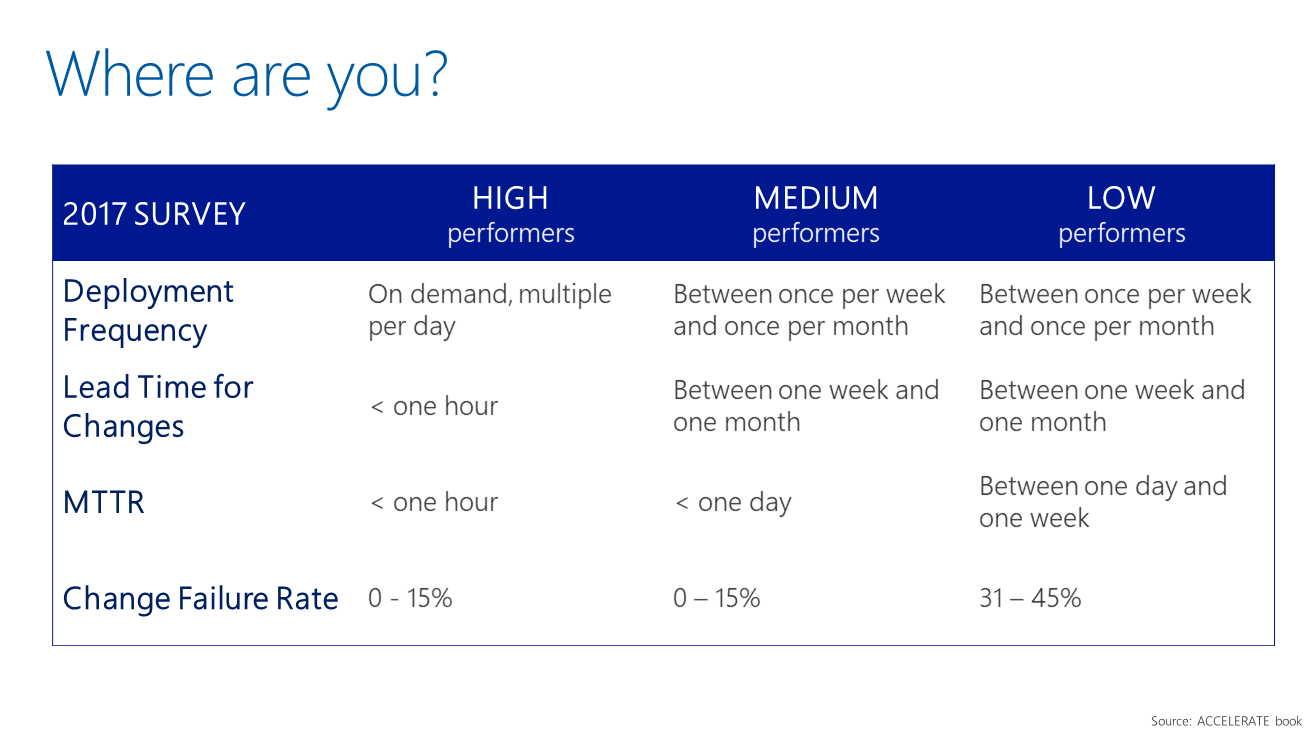 Where are you?
2017 SURVEY
HIGH
performers
MEDIUM
performers
LOW
performers
Deployment
Frequency
On demand, multiple
per day
Between once per week
and once per month
Between once per week
and once per month
Lead Time for
Changes
< one hour
Between one week and
one month
Between one week and
one month
MTTR
< one hour
< one day
Between one day and
one week
Change Failure Rate
0 - 15%
0 – 15%
31 – 45%
Source: ACCELERATE book